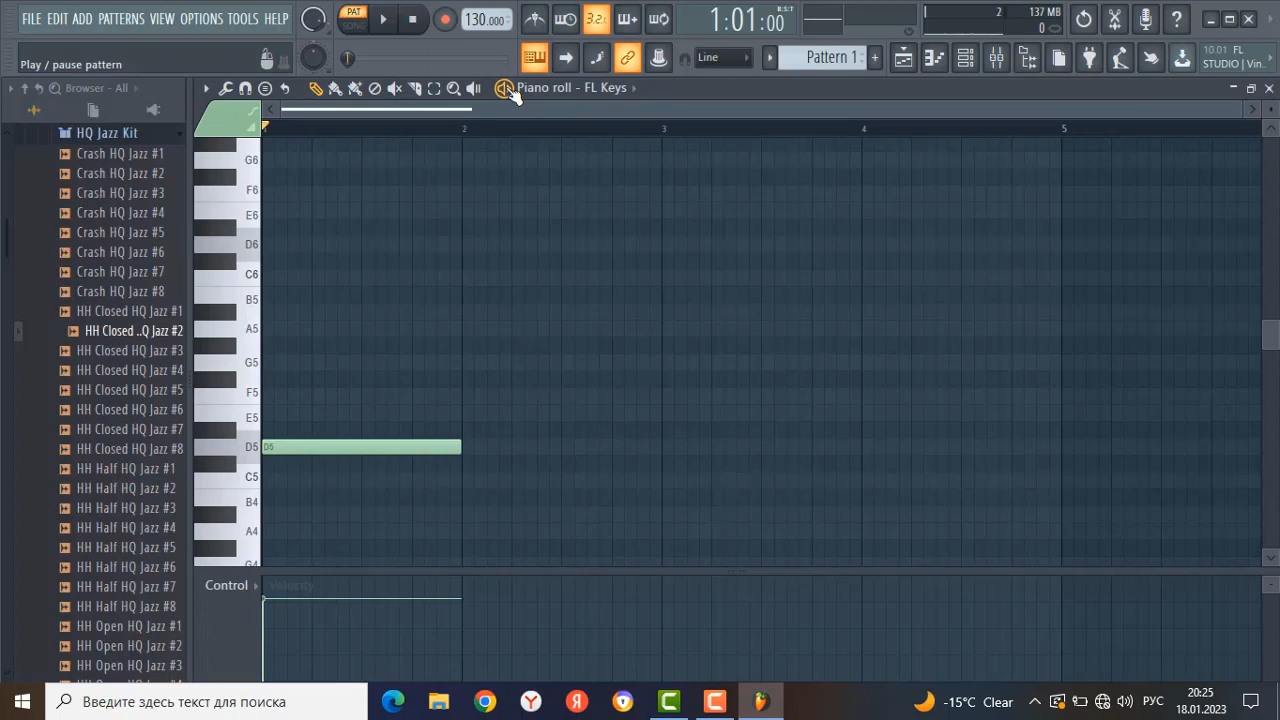 FILE EDIT ADD PATTERNS VIEW OPTIONS TOOLS HELP
PAT
SONG
130.000
3.2
1:01:00
B:S:T
2
137 MB
0
Play / pause pattern
Line
Pattern 1
10.01 FL
STUDIO | Vin..
Browser - All
Piano roll - FL Keys
HQ Jazz Kit
Crash HQ Jazz #1
Crash HQ Jazz #2
Crash HQ Jazz #3
Crash HQ Jazz #4
Crash HQ Jazz #5
Crash HQ Jazz #6
Crash HQ Jazz #7
Crash HQ Jazz #8
HH Closed HQ Jazz #1
HH Closed ..Q Jazz #2
HH Closed HQ Jazz #3
HH Closed HQ Jazz #4
HH Closed HQ Jazz #5
HH Closed HQ Jazz #6
HH Closed HQ Jazz #7
HH Closed HQ Jazz #8
HH Half HQ Jazz #1
HH Half HQ Jazz #2
HH Half HQ Jazz #3
HH Half HQ Jazz #4
HH Half HQ Jazz #5
HH Half HQ Jazz #6
HH Half HQ Jazz #7
HH Half HQ Jazz #8
HH Open HQ Jazz #1
HH Open HQ Jazz #2
HH Open HQ Jazz #3
2 3 4 5
G6
F6
E6
D6
C6
B5
A5
G5
F5
E5
D5
D5
C5
B4
A4
G4
Control
Velocity
Введите здесь текст для поиска
-15°C Clear
РУС
20:25
18.01.2023